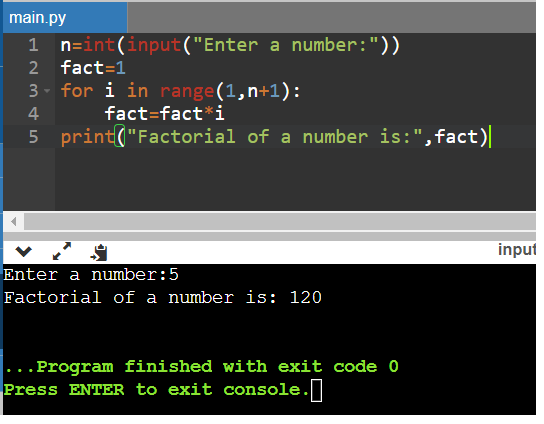 main.py
1 n=int(input("Enter a number:"))
2 fact=1
3 for i in range(1,n+1):
4     fact=fact*i
5 print("Factorial of a number is:",fact)
input
Enter a number:5
Factorial of a number is: 120
...Program finished with exit code 0
Press ENTER to exit console.